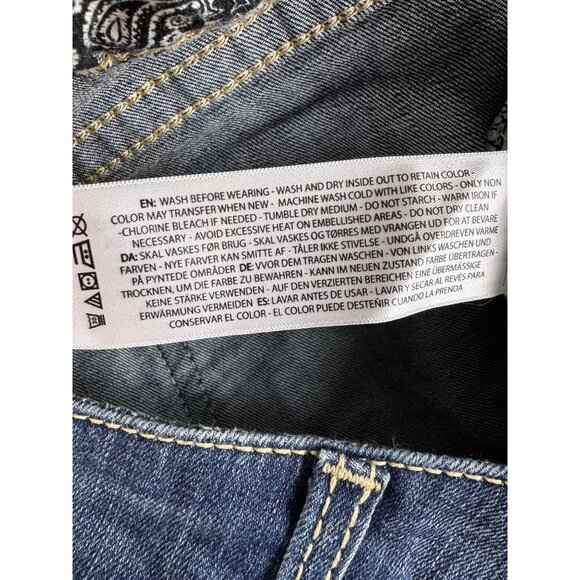 EN: WASH BEFORE WEARING - WASH AND DRY INSIDE OUT TO RETAIN COLOR -
COLOR MAY TRANSFER WHEN NEW - MACHINE WASH COLD WITH LIKE COLORS - ONLY NON
-CHLORINE BLEACH IF NEEDED - TUMBLE DRY MEDIUM - DO NOT STARCH - WARM IRON IF
NECESSARY - AVOID EXCESSIVE HEAT ON EMBELLISHED AREAS - DO NOT DRY CLEAN
DA: SKAL VASKES FØR BRUG - SKAL VASKES OG TØRRES MED VRANGEN UD FOR AT BEVARE
FARVEN - NYE FARVER KAN SMITTE AF - TÅLER IKKE STIVELSE - UNDGÅ OVERDREVEN VARME
PÅ PYNTEDE OMRÅDER DE: VVOR DEM TRAGEN WASCHEN - VON LINKS WASCHEN UND
TROCKNEN, UM DIE FARBE ZU BEWAHREN - KANN IM NEUEN ZUSTAND FARBE ÜBERTRAGEN -
KEINE STÄRKE VERWENDEN - AUF DEN VERZIERTEN BEREICHEN EINE ÜBERMÄSSIGE
ERWÄRMUNG VERMEIDEN ES: LAVAR ANTES DE USAR - LAVAR Y SECAR AL REVÉS PARA
CONSERVAR EL COLOR - EL COLOR PUEDE DESTEÑIR CUANDO LA PRENDA